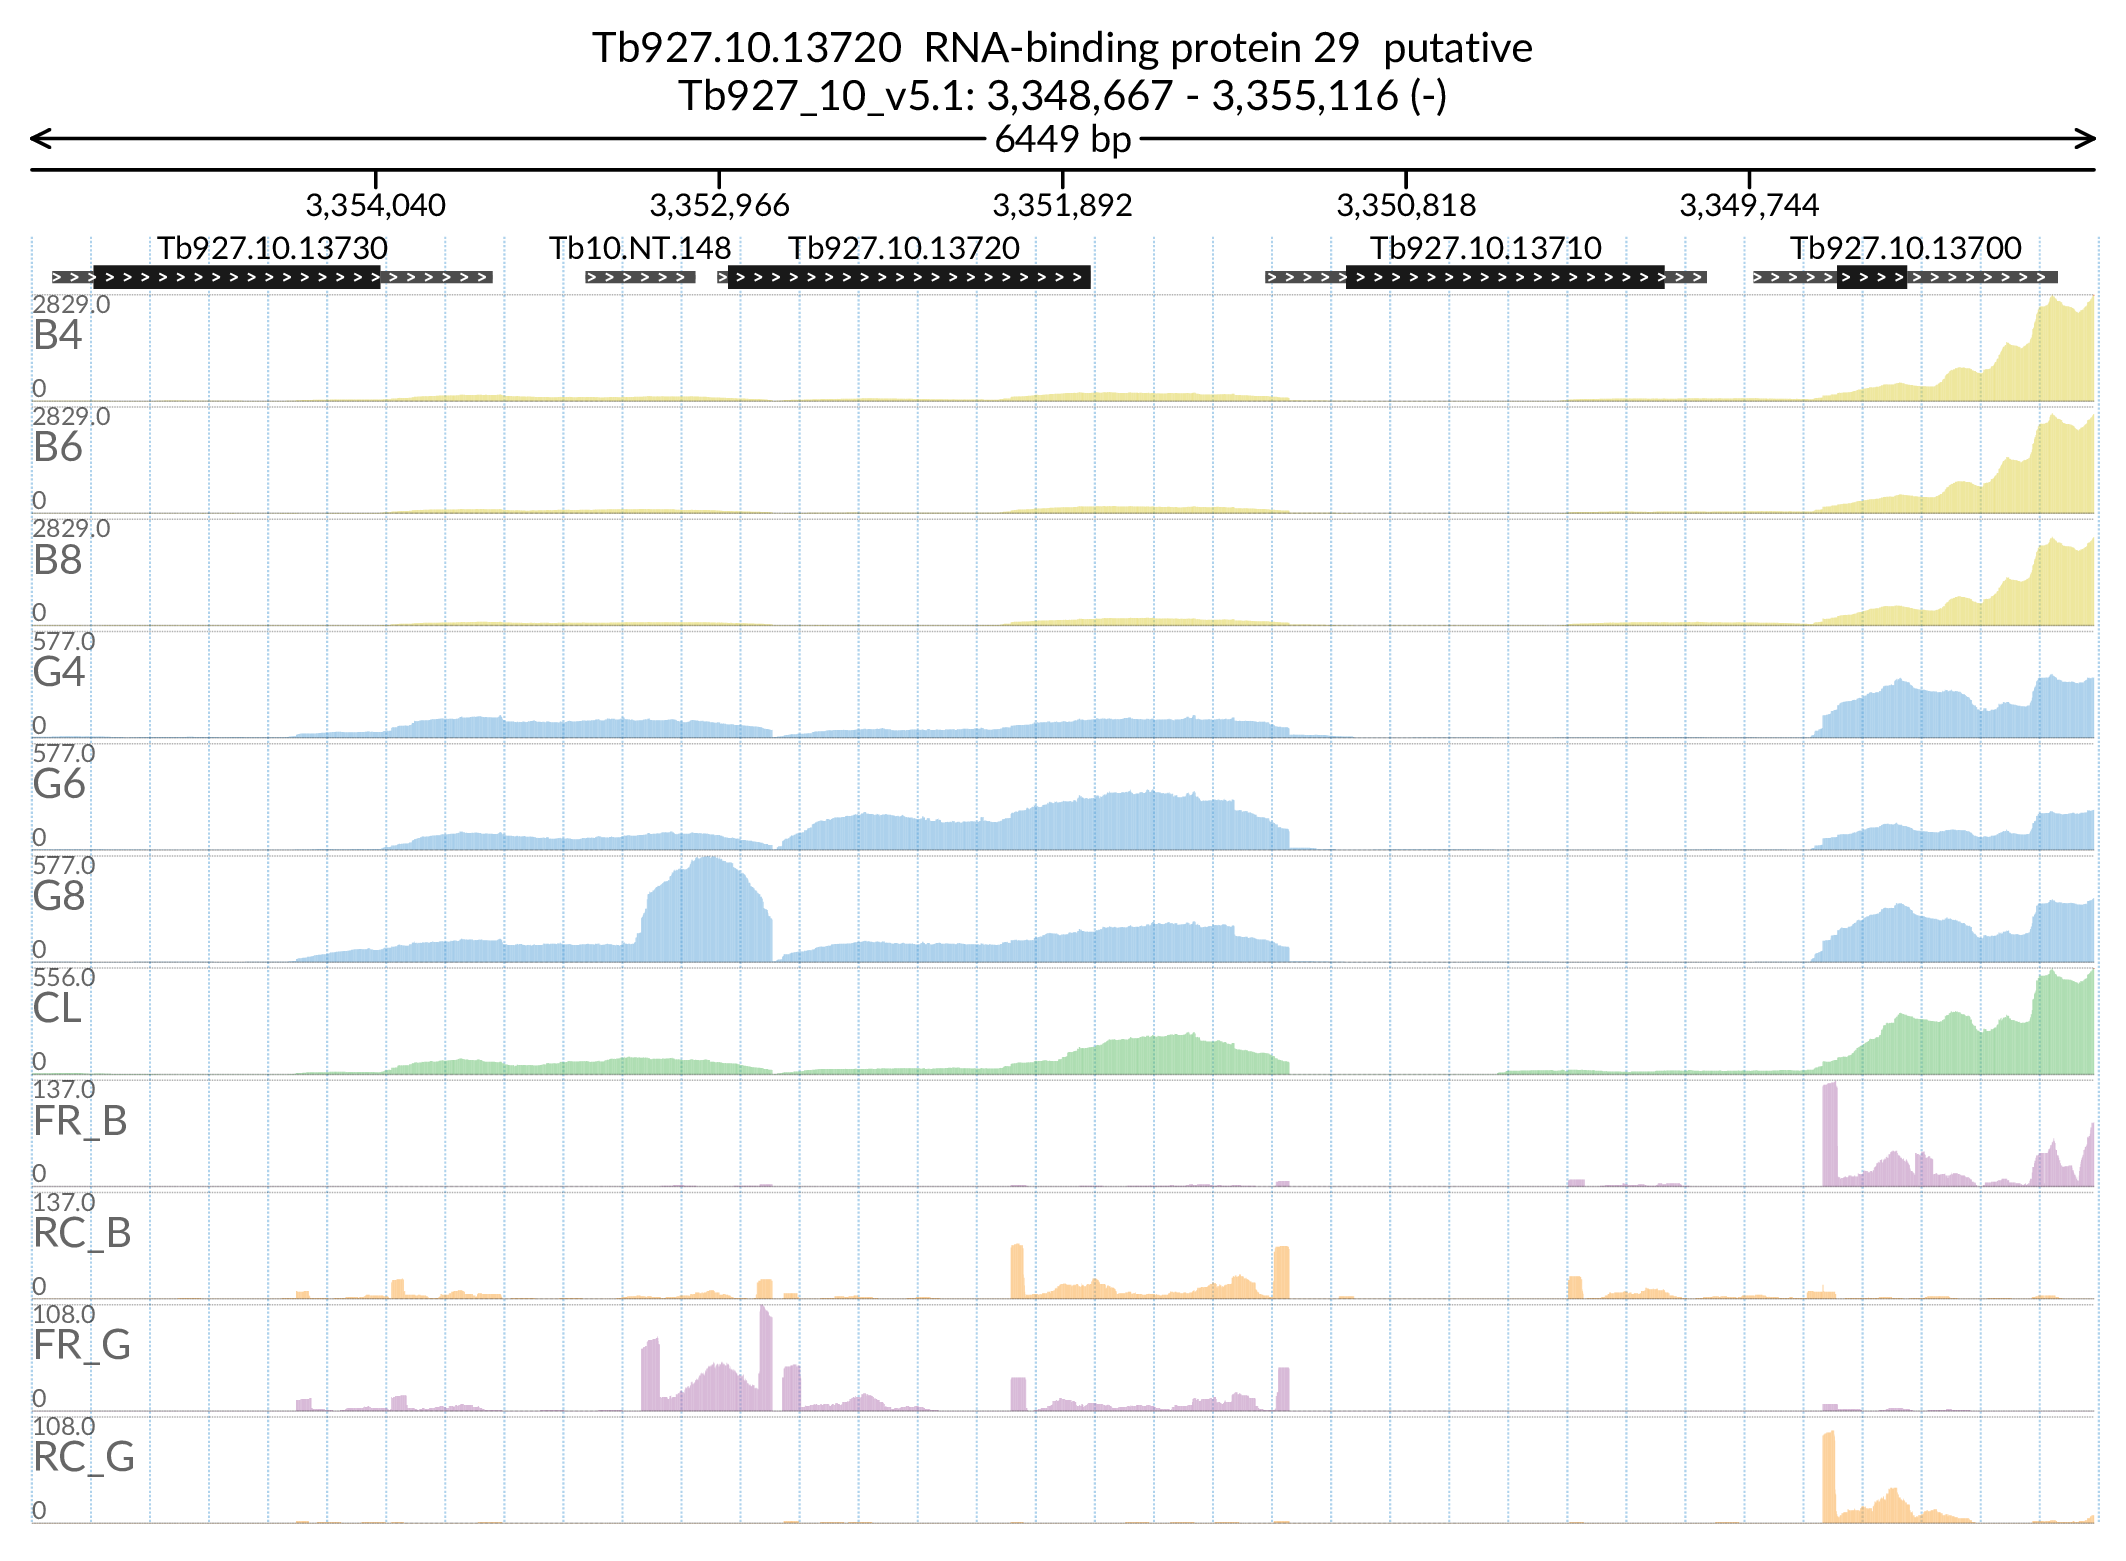 Tb927.10.13720  RNA-binding protein 29  putative
Tb927_10_v5.1: 3,348,667 - 3,355,116 (-)
6449 bp
3,354,040 3,352,966 3,351,892 3,350,818 3,349,744
Tb927.10.13730 Tb10.NT.148 Tb927.10.13720 Tb927.10.13710 Tb927.10.13700
2829.0
B4
0
2829.0
B6
0
2829.0
B8
0
577.0
G4
0
577.0
G6
0
577.0
G8
0
556.0
CL
0
137.0
FR_B
0
137.0
RC_B
0
108.0
FR_G
0
108.0
RC_G
0